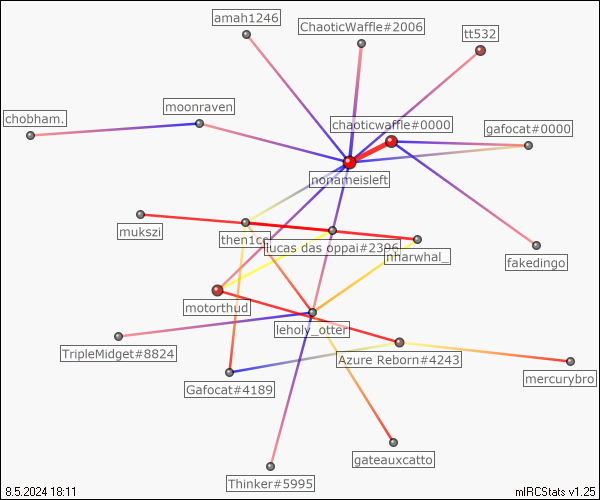 amah1246
ChaoticWaffle#2006
tt532
chobham.
moonraven
chaoticwaffle#0000
gafocat#0000
nonameisleft
mukszi
then1ce
lucas das oppai#2306
nharwhal_
fakedingo
motorthud
leholy_otter
TripleMidget#8824
Azure Reborn#4243
Gafocat#4189
mercurybro
gateauxcatto
Thinker#5995
8.5.2024 18:11
mIRCStats v1.25